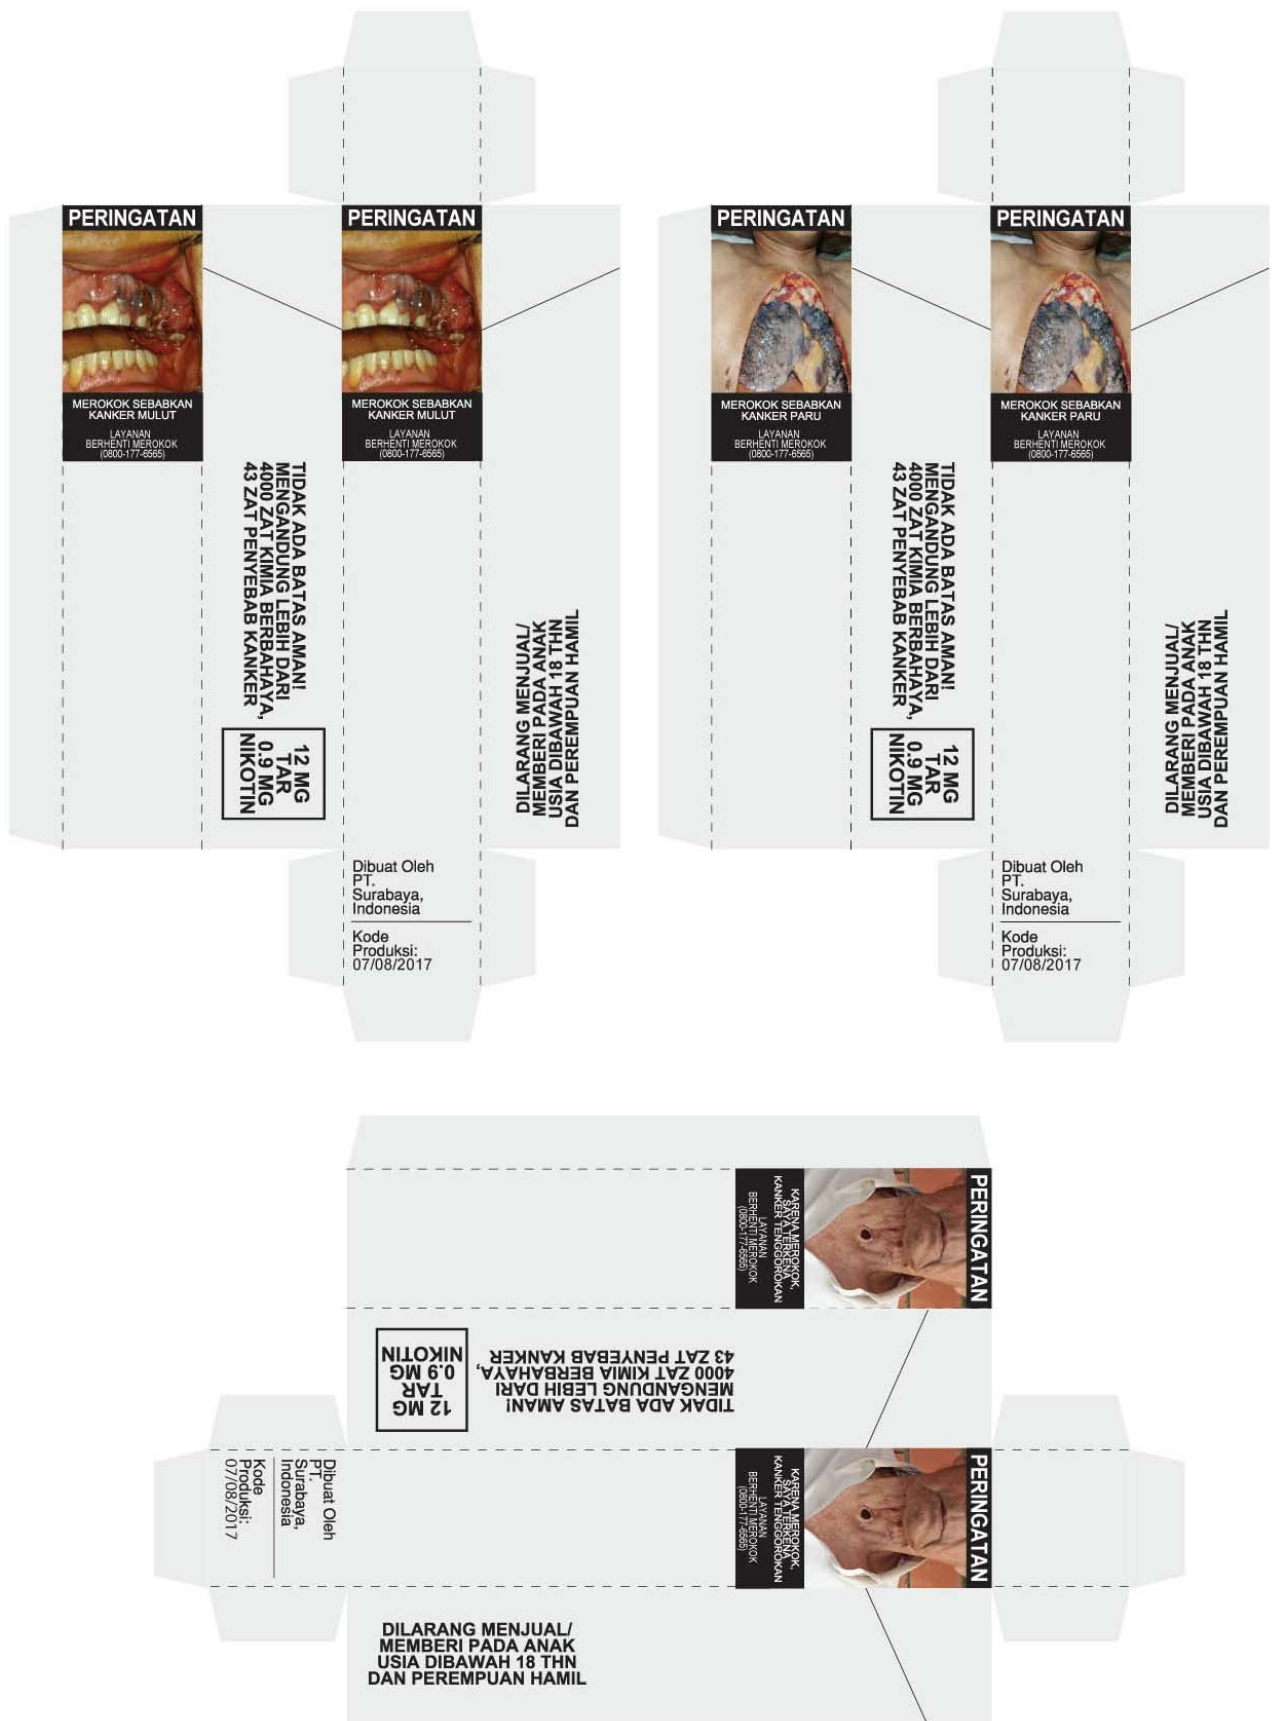 PERINGATAN
MEROKOK SEBABKAN
KANKER MULUT
LAYANAN
BERHENTI MEROKOK
(0800-177-6565)
TIDAK ADA BATAS AMAN!
MENGANDUNG LEBIH DARI
4000 ZAT KIMIA BERBAHAYA,
43 ZAT PENYEBAB KANKER
12 MG
TAR
0.9 MG
NIKOTIN
PERINGATAN
MEROKOK SEBABKAN
KANKER MULUT
LAYANAN
BERHENTI MEROKOK
(0800-177-6565)
Dibuat Oleh
PT.
Surabaya,
Indonesia
Kode
Produksi:
07/08/2017
DILARANG MENJUAL/
MEMBERI PADA ANAK
USIA DIBAWAH 18 THN
DAN PEREMPUAN HAMIL
PERINGATAN
MEROKOK SEBABKAN
KANKER PARU
LAYANAN
BERHENTI MEROKOK
(0800-177-6565)
TIDAK ADA BATAS AMAN!
MENGANDUNG LEBIH DARI
4000 ZAT KIMIA BERBAHAYA,
43 ZAT PENYEBAB KANKER
12 MG
TAR
0.9 MG
NIKOTIN
PERINGATAN
MEROKOK SEBABKAN
KANKER PARU
LAYANAN
BERHENTI MEROKOK
(0800-177-6565)
Dibuat Oleh
PT.
Surabaya,
Indonesia
Kode
Produksi:
07/08/2017
DILARANG MENJUAL/
MEMBERI PADA ANAK
USIA DIBAWAH 18 THN
DAN PEREMPUAN HAMIL
PERINGATAN
KARENA MEROKOK,
SAYA TERKENA
KANKER TENGGOROKAN
LAYANAN
BERHENTI MEROKOK
(0800-177-6565)
TIDAK ADA BATAS AMAN!
MENGANDUNG LEBIH DARI
4000 ZAT KIMIA BERBAHAYA,
43 ZAT PENYEBAB KANKER
12 MG
TAR
0.9 MG
NIKOTIN
PERINGATAN
KARENA MEROKOK,
SAYA TERKENA
KANKER TENGGOROKAN
LAYANAN
BERHENTI MEROKOK
(0800-177-6565)
Dibuat Oleh
PT.
Surabaya,
Indonesia
Kode
Produksi:
07/08/2017
DILARANG MENJUAL/
MEMBERI PADA ANAK
USIA DIBAWAH 18 THN
DAN PEREMPUAN HAMIL